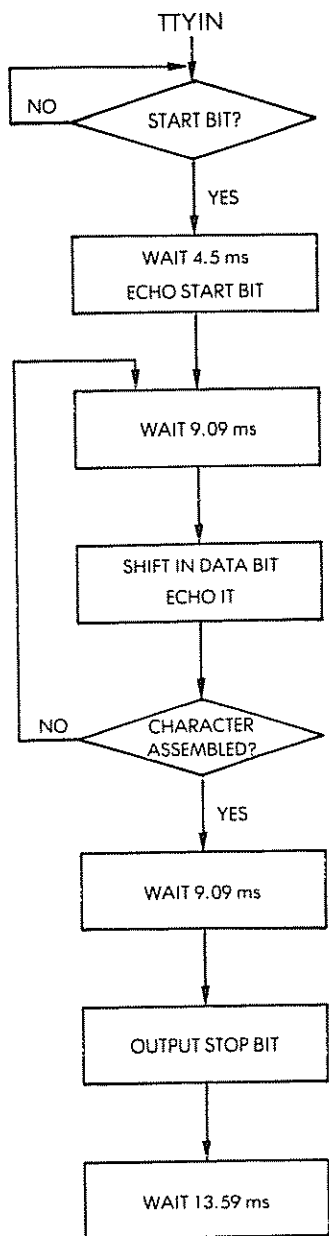 TTYIN
START BIT?
NO
YES
WAIT 4.5 ms
ECHO START BIT
WAIT 9.09 ms
SHIFT IN DATA BIT
ECHO IT
NO
CHARACTER
ASSEMBLED?
YES
WAIT 9.09 ms
OUTPUT STOP BIT
WAIT 13.59 ms